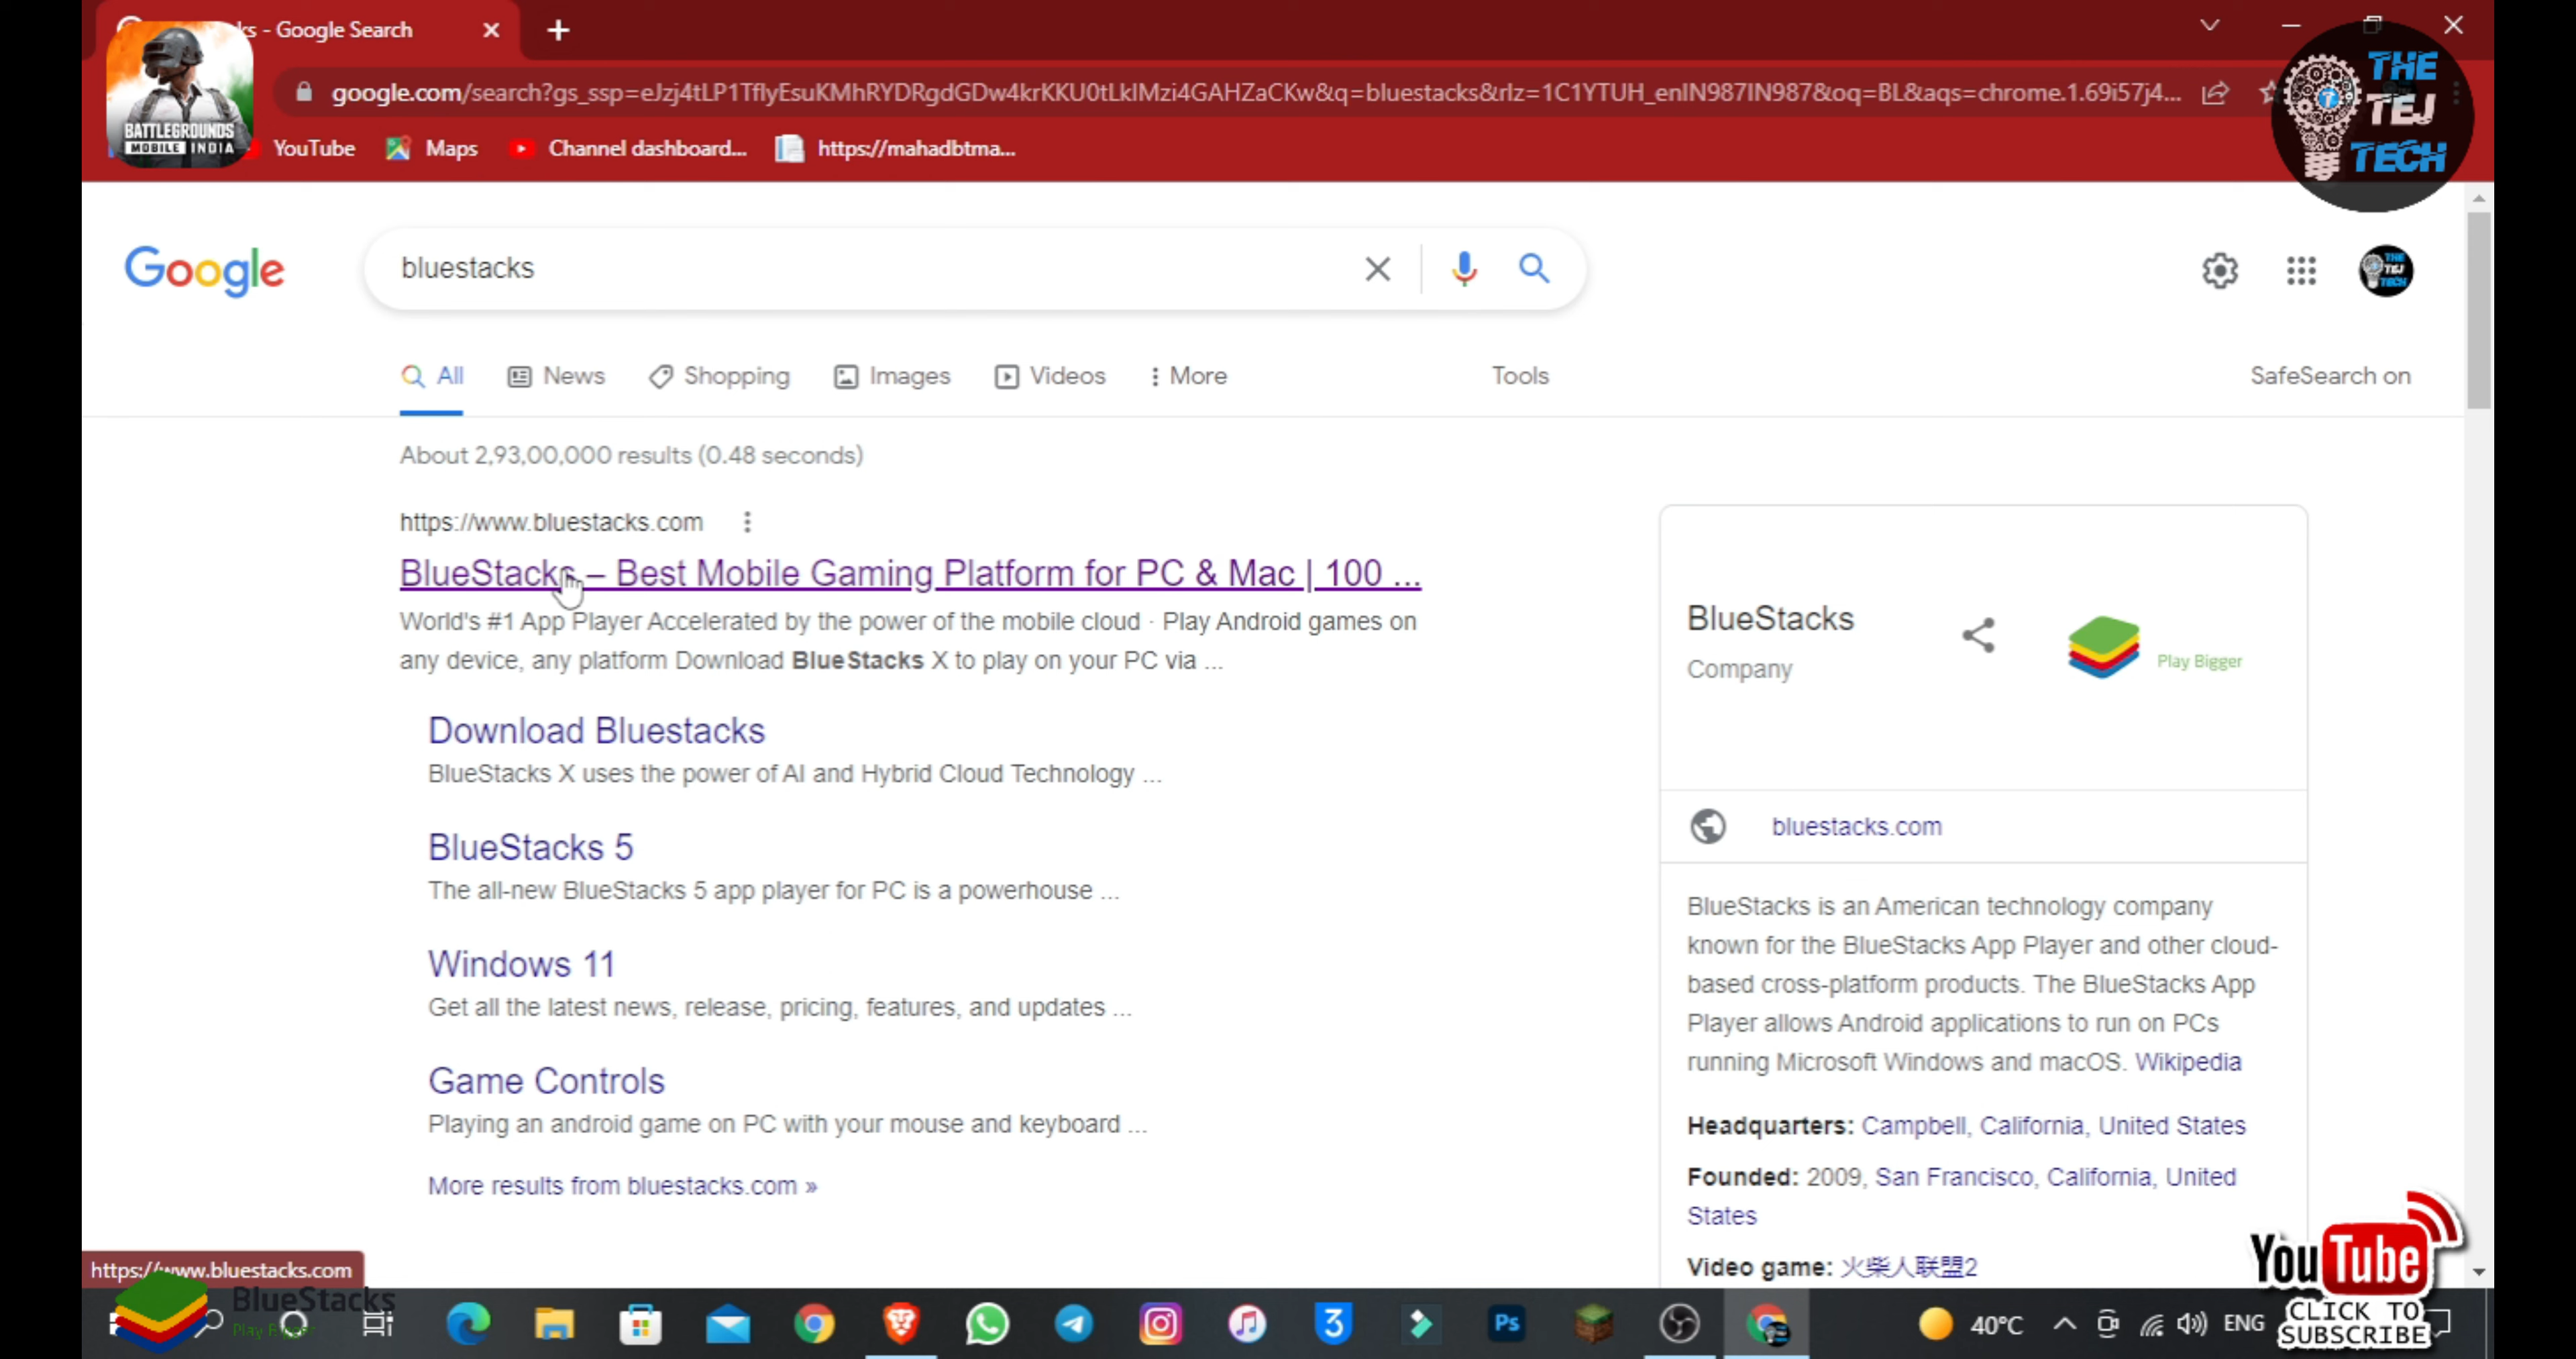 ks - Google Search
google.com/search?gs_ssp=eJzj4tLP1TflyEsuKMhRYDRgdGDw4krKKU0tLklMzi4GAHZaCKw&q=bluestacks&rlz=1C1YTUH_enIN987IN987&oq=BL&aqs=chrome.1.69i57j4...
BATTLEGROUNDS
MOBILE INDIA
YouTube Maps Channel dashboard... https://mahadbtma...
THE
TEJ
TECH
Google bluestacks
All News Shopping Images Videos More Tools SafeSearch on
About 2,93,00,000 results (0.48 seconds)
https://www.bluestacks.com
BlueStacks – Best Mobile Gaming Platform for PC & Mac | 100 ...
World's #1 App Player Accelerated by the power of the mobile cloud · Play Android games on
any device, any platform Download BlueStacks X to play on your PC via ...
Download Bluestacks
BlueStacks X uses the power of AI and Hybrid Cloud Technology ...
BlueStacks 5
The all-new BlueStacks 5 app player for PC is a powerhouse ...
Windows 11
Get all the latest news, release, pricing, features, and updates ...
Game Controls
Playing an android game on PC with your mouse and keyboard ...
More results from bluestacks.com »
BlueStacks
Company
Play Bigger
bluestacks.com
BlueStacks is an American technology company
known for the BlueStacks App Player and other cloud-
based cross-platform products. The BlueStacks App
Player allows Android applications to run on PCs
running Microsoft Windows and macOS. Wikipedia
Headquarters: Campbell, California, United States
Founded: 2009, San Francisco, California, United
States
Video game: 火柴人联盟2
https://www.bluestacks.com
BlueStacks
Play Bigger
3
Ps
40°C
ENG
YouTube
CLICK TO
SUBSCRIBE